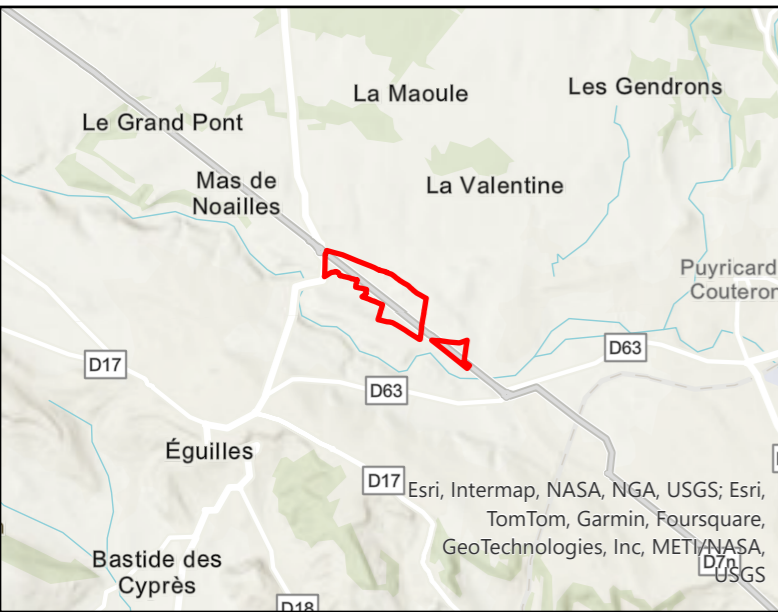 La Maoule
Les Gendrons
Le Grand Pont
Mas de
Noailles
La Valentine
Puyricard
Couteron
D63
D17
D63
Éguilles
D17
Esri, Intermap, NASA, NGA, USGS; Esri,
TomTom, Garmin, Foursquare,
GeoTechnologies, Inc, METI/NASA,
USGS
D7n
Bastide des
Cyprès
D18